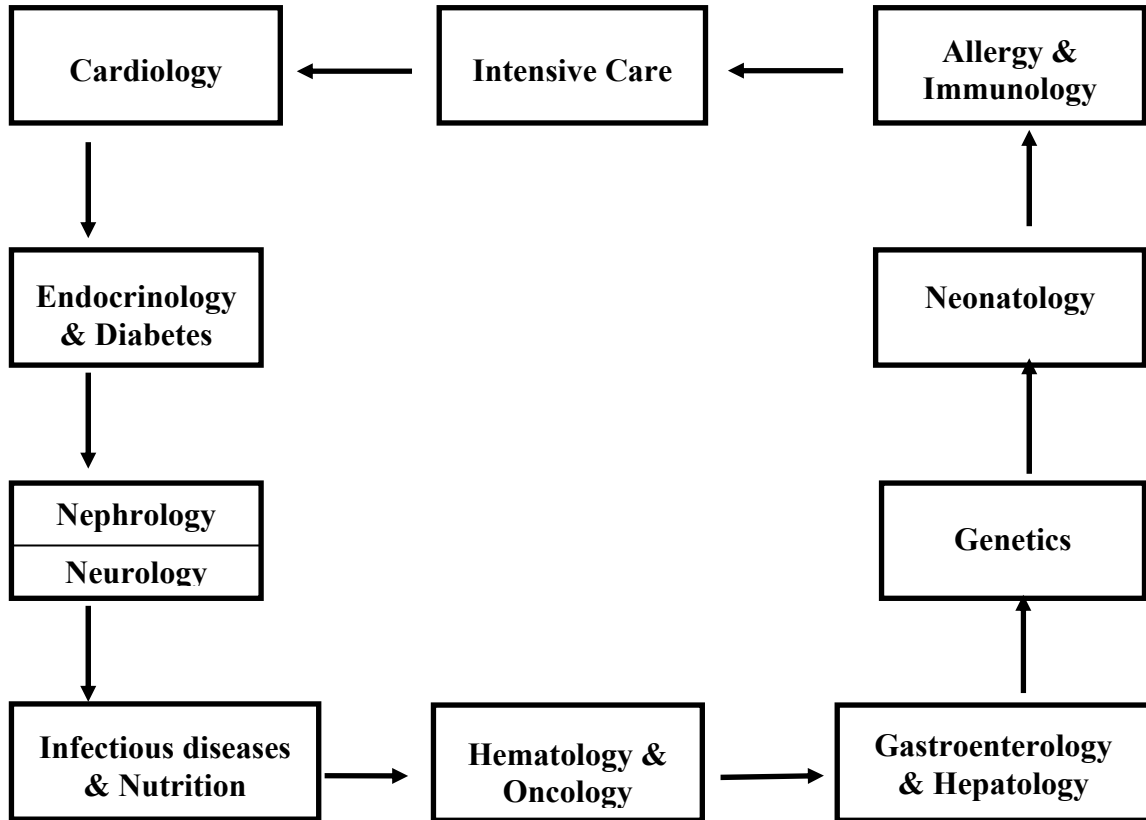 Cardiology
Intensive Care
Allergy &
Immunology
Endocrinology
& Diabetes
Neonatology
Nephrology
Neurology
Genetics
Infectious diseases
& Nutrition
Hematology &
Oncology
Gastroenterology
& Hepatology